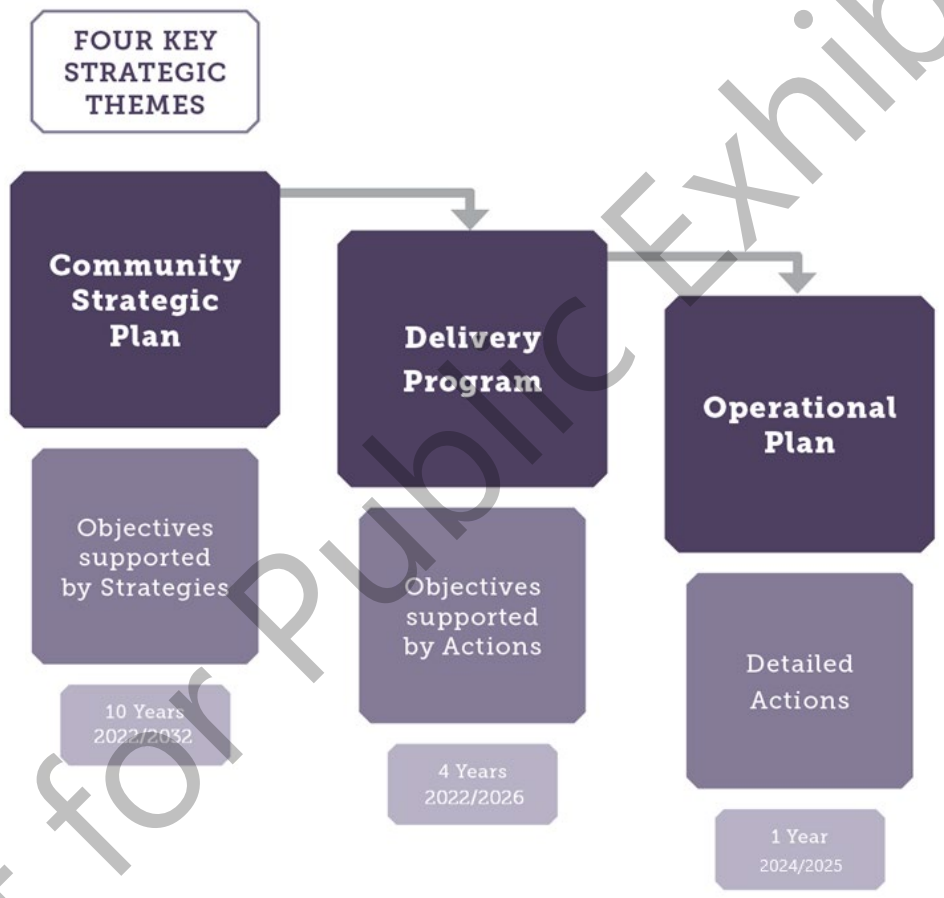 FOUR KEY
STRATEGIC
THEMES
Community
Strategic
Plan
Objectives
supported
by Strategies
10 Years
2022/2032
Delivery
Program
Objectives
supported
by Actions
4 Years
2022/2026
Operational
Plan
Detailed
Actions
1 Year
2024/2025
for Public